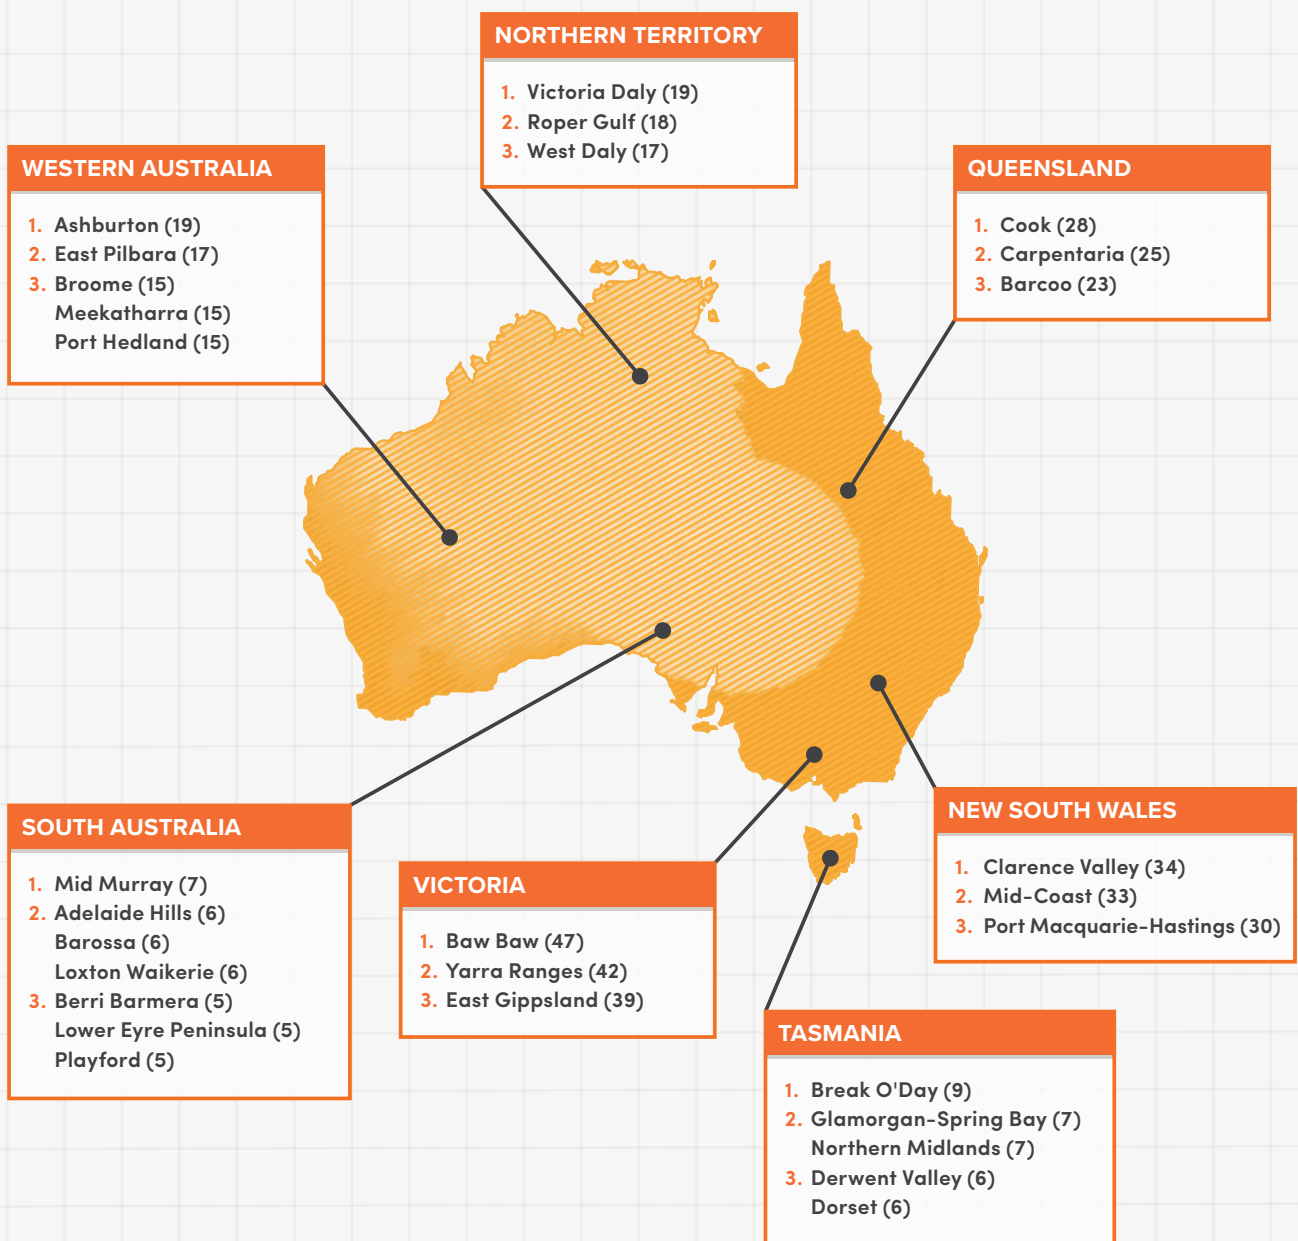 NORTHERN TERRITORY
1. Victoria Daly (19)
2. Roper Gulf (18)
3. West Daly (17)
WESTERN AUSTRALIA
1. Ashburton (19)
2. East Pilbara (17)
3. Broome (15)
Meekatharra (15)
Port Hedland (15)
QUEENSLAND
1. Cook (28)
2. Carpentaria (25)
3. Barcoo (23)
SOUTH AUSTRALIA
1. Mid Murray (7)
2. Adelaide Hills (6)
Barossa (6)
Loxton Waikerie (6)
3. Berri Barmera (5)
Lower Eyre Peninsula (5)
Playford (5)
VICTORIA
1. Baw Baw (47)
2. Yarra Ranges (42)
3. East Gippsland (39)
NEW SOUTH WALES
1. Clarence Valley (34)
2. Mid-Coast (33)
3. Port Macquarie-Hastings (30)
TASMANIA
1. Break O'Day (9)
2. Glamorgan-Spring Bay (7)
Northern Midlands (7)
3. Derwent Valley (6)
Dorset (6)